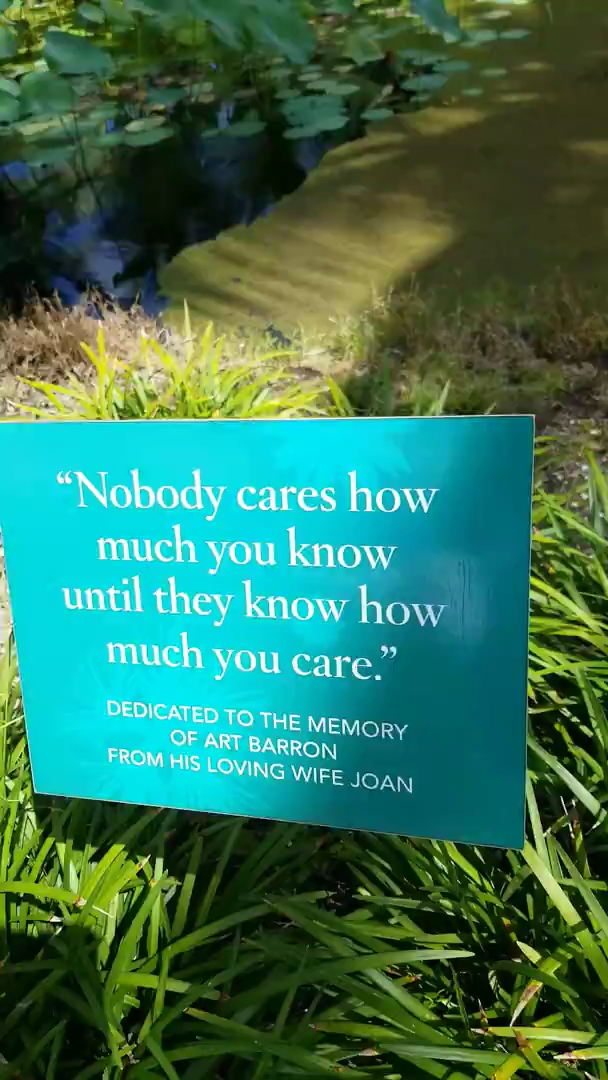 “Nobody cares how
much you know
until they know how
much you care.”
DEDICATED TO THE MEMORY
OF ART BARRON
FROM HIS LOVING WIFE JOAN